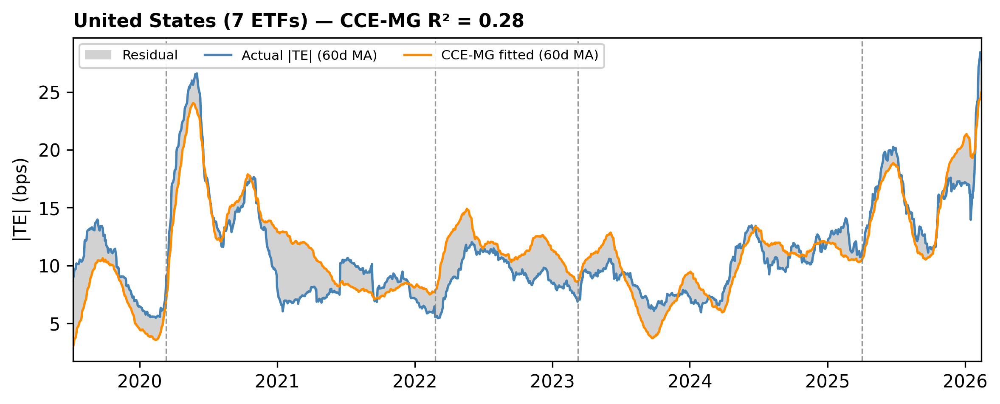 United States (7 ETFs) — CCE-MG R² = 0.28
Residual
Actual |TE| (60d MA)
CCE-MG fitted (60d MA)
|TE| (bps)
25
20
15
10
5
2020
2021
2022
2023
2024
2025
2026